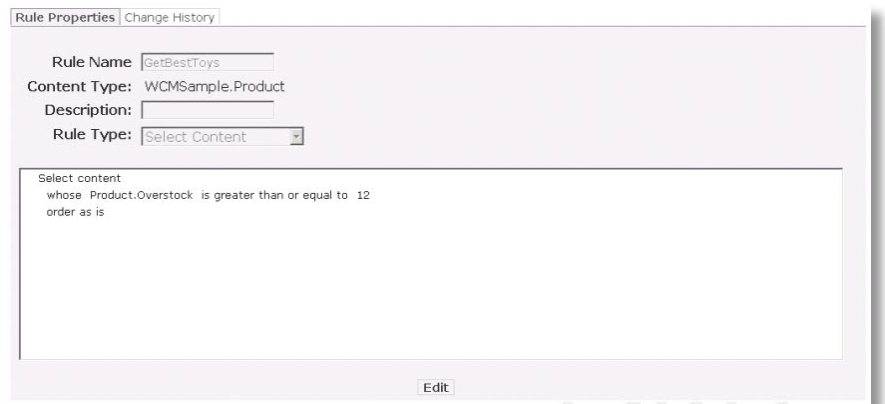 Rule Properties Change History
Rule Name GetBestToys
Content Type: WCMSample.Product
Description:
Rule Type: Select Content
Select content
whose Product.Overstock is greater than or equal to 12
order as is
Edit